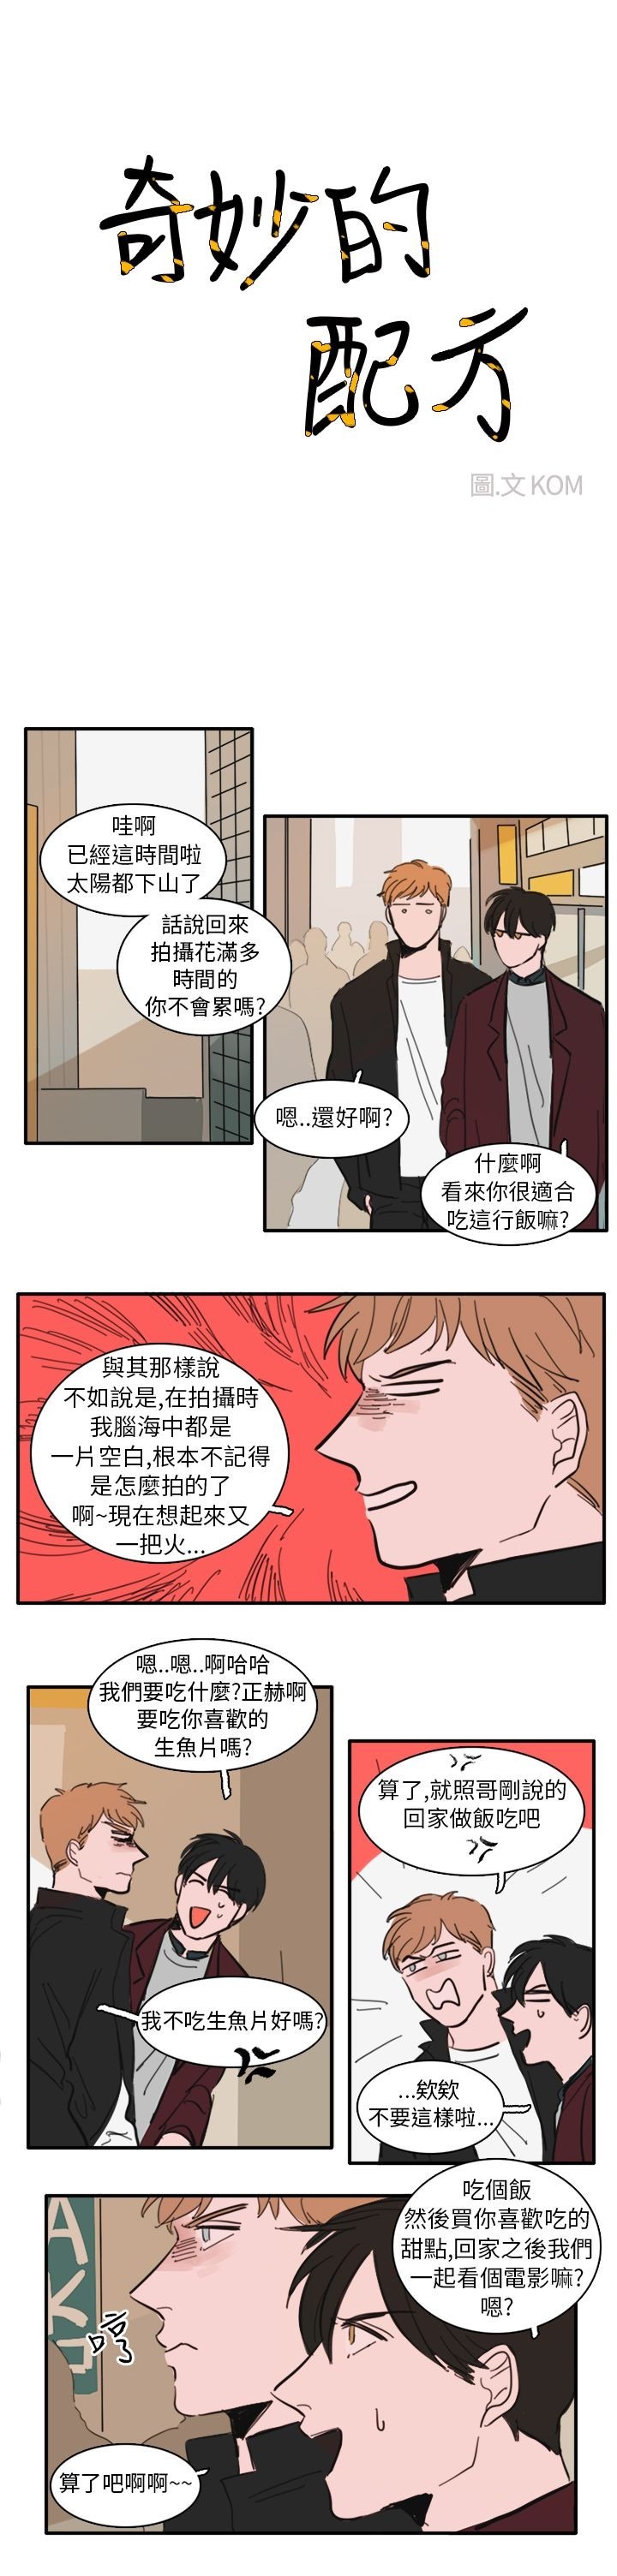 奇妙的
配方
圖.文 KOM
哇啊
已經這時間啦
太陽都下山了
話說回來
拍攝花滿多
時間的
你不會累嗎?
嗯..還好啊?
什麼啊
看來你很適合
吃這行飯嘛?
與其那樣說
不如說是,在拍攝時
我腦海中都是
一片空白,根本不記得
是怎麼拍的了
啊~現在想起來又
一把火...
嗯..嗯..啊哈哈
我們要吃什麼?正赫啊
要吃你喜歡的
生魚片嗎?
我不吃生魚片好嗎?
算了,就照哥剛說的
回家做飯吃吧
...欸欸
不要這樣啦...
吃個飯
然後買你喜歡吃的
甜點,回家之後我們
一起看個電影嘛?
嗯?
哼
算了吧啊啊~~